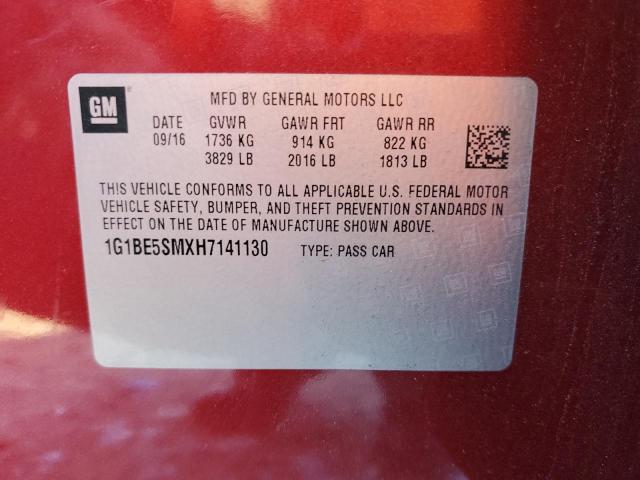 GM
MFD BY GENERAL MOTORS LLC
DATE GVWR GAWR FRT GAWR RR
09/16 1736 KG 914 KG 822 KG
3829 LB 2016 LB 1813 LB
THIS VEHICLE CONFORMS TO ALL APPLICABLE U.S. FEDERAL MOTOR
VEHICLE SAFETY, BUMPER, AND THEFT PREVENTION STANDARDS IN
EFFECT ON THE DATE OF MANUFACTURE SHOWN ABOVE.
1G1BE5SMXH7141130 TYPE: PASS CAR